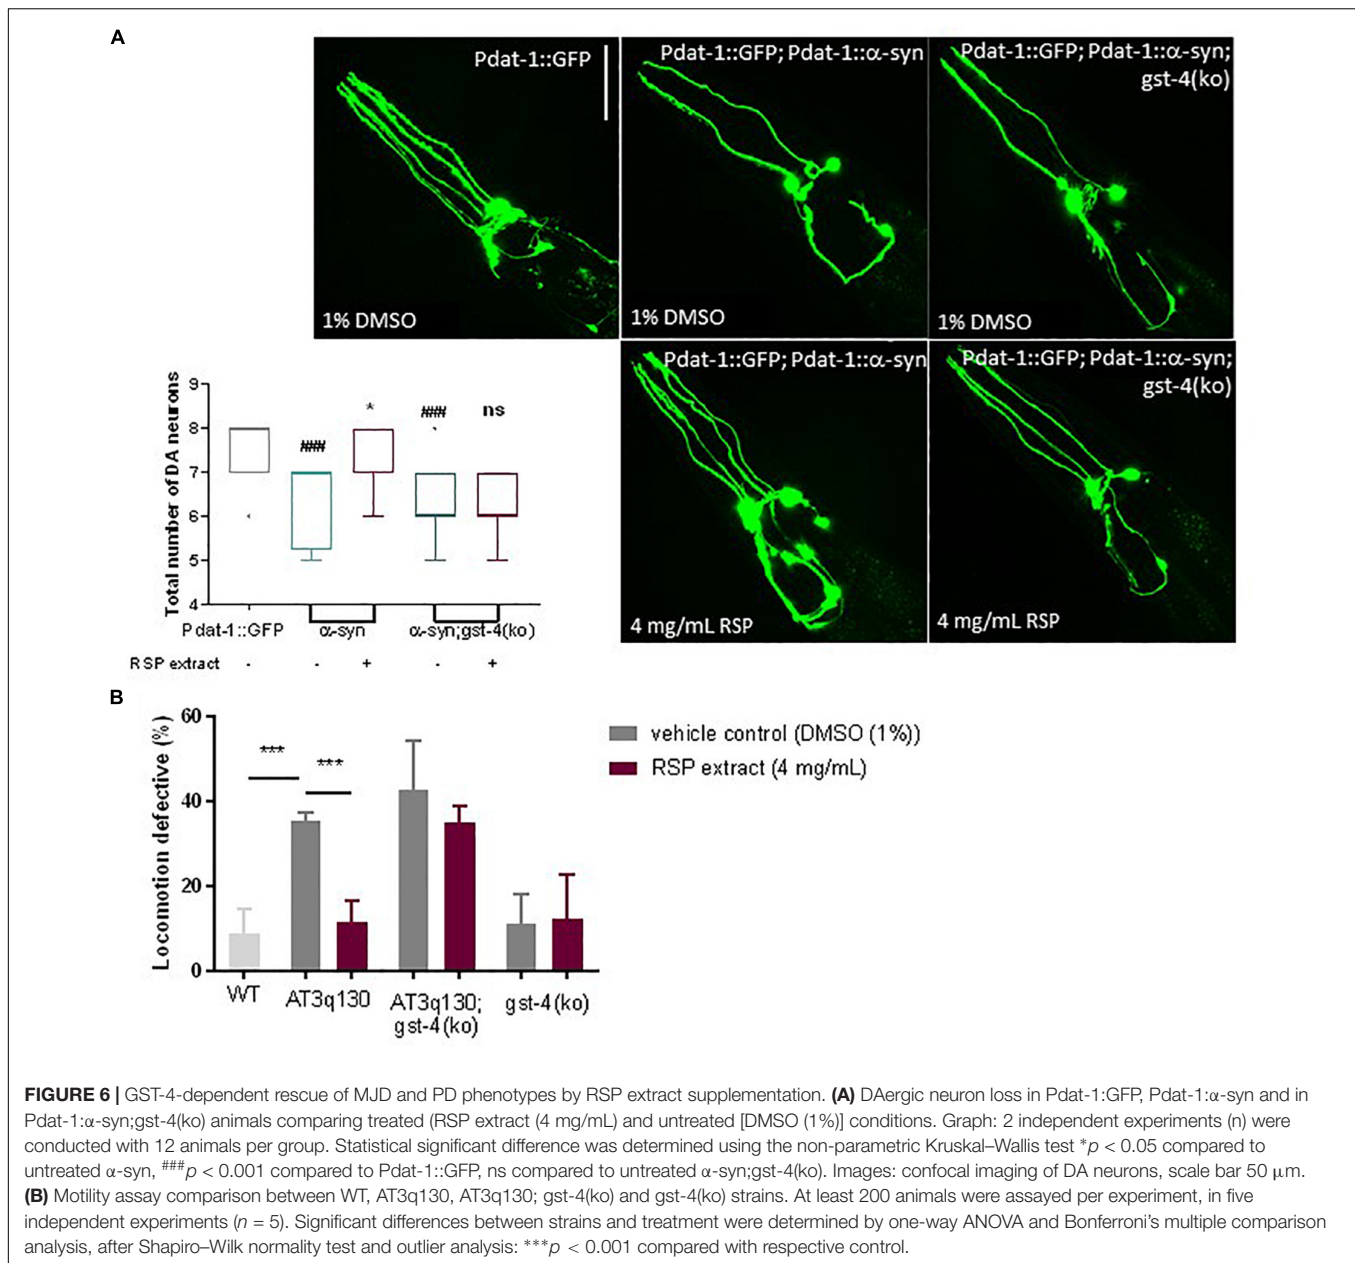 A
Pdat-1::GFP
1% DMSO
Pdat-1::GFP; Pdat-1::α-syn
1% DMSO
Pdat-1::GFP; Pdat-1::α-syn;
gst-4(ko)
1% DMSO
Pdat-1::GFP; Pdat-1::α-syn
4 mg/mL RSP
Pdat-1::GFP; Pdat-1::α-syn;
gst-4(ko)
4 mg/mL RSP
Total number of DA neurons
9
8
7
6
5
4
###
*
###
ns
Pdat-1::GFP α-syn α-syn;gst-4(ko)
RSP extract - - + - +
B
Locomotion defective (%)
60
40
20
0
***
***
vehicle control (DMSO (1%))
RSP extract (4 mg/mL)
WT AT3q130 AT3q130; gst-4(ko)
gst-4(ko)
FIGURE 6 | GST-4-dependent rescue of MJD and PD phenotypes by RSP extract supplementation. (A) DAergic neuron loss in Pdat-1:GFP, Pdat-1:α-syn and in
Pdat-1:α-syn;gst-4(ko) animals comparing treated (RSP extract (4 mg/mL) and untreated [DMSO (1%)] conditions. Graph: 2 independent experiments (n) were
conducted with 12 animals per group. Statistical significant difference was determined using the non-parametric Kruskal–Wallis test *p < 0.05 compared to
untreated α-syn, ###p < 0.001 compared to Pdat-1::GFP, ns compared to untreated α-syn;gst-4(ko). Images: confocal imaging of DA neurons, scale bar 50 μm.
(B) Motility assay comparison between WT, AT3q130, AT3q130; gst-4(ko) and gst-4(ko) strains. At least 200 animals were assayed per experiment, in five
independent experiments (n = 5). Significant differences between strains and treatment were determined by one-way ANOVA and Bonferroni's multiple comparison
analysis, after Shapiro–Wilk normality test and outlier analysis: ***p < 0.001 compared with respective control.